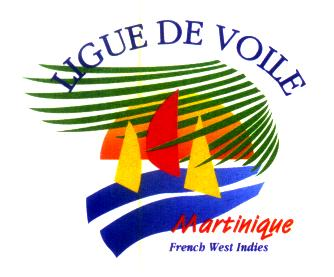 LIGUE DE VOILE
Martinique
French West Indies